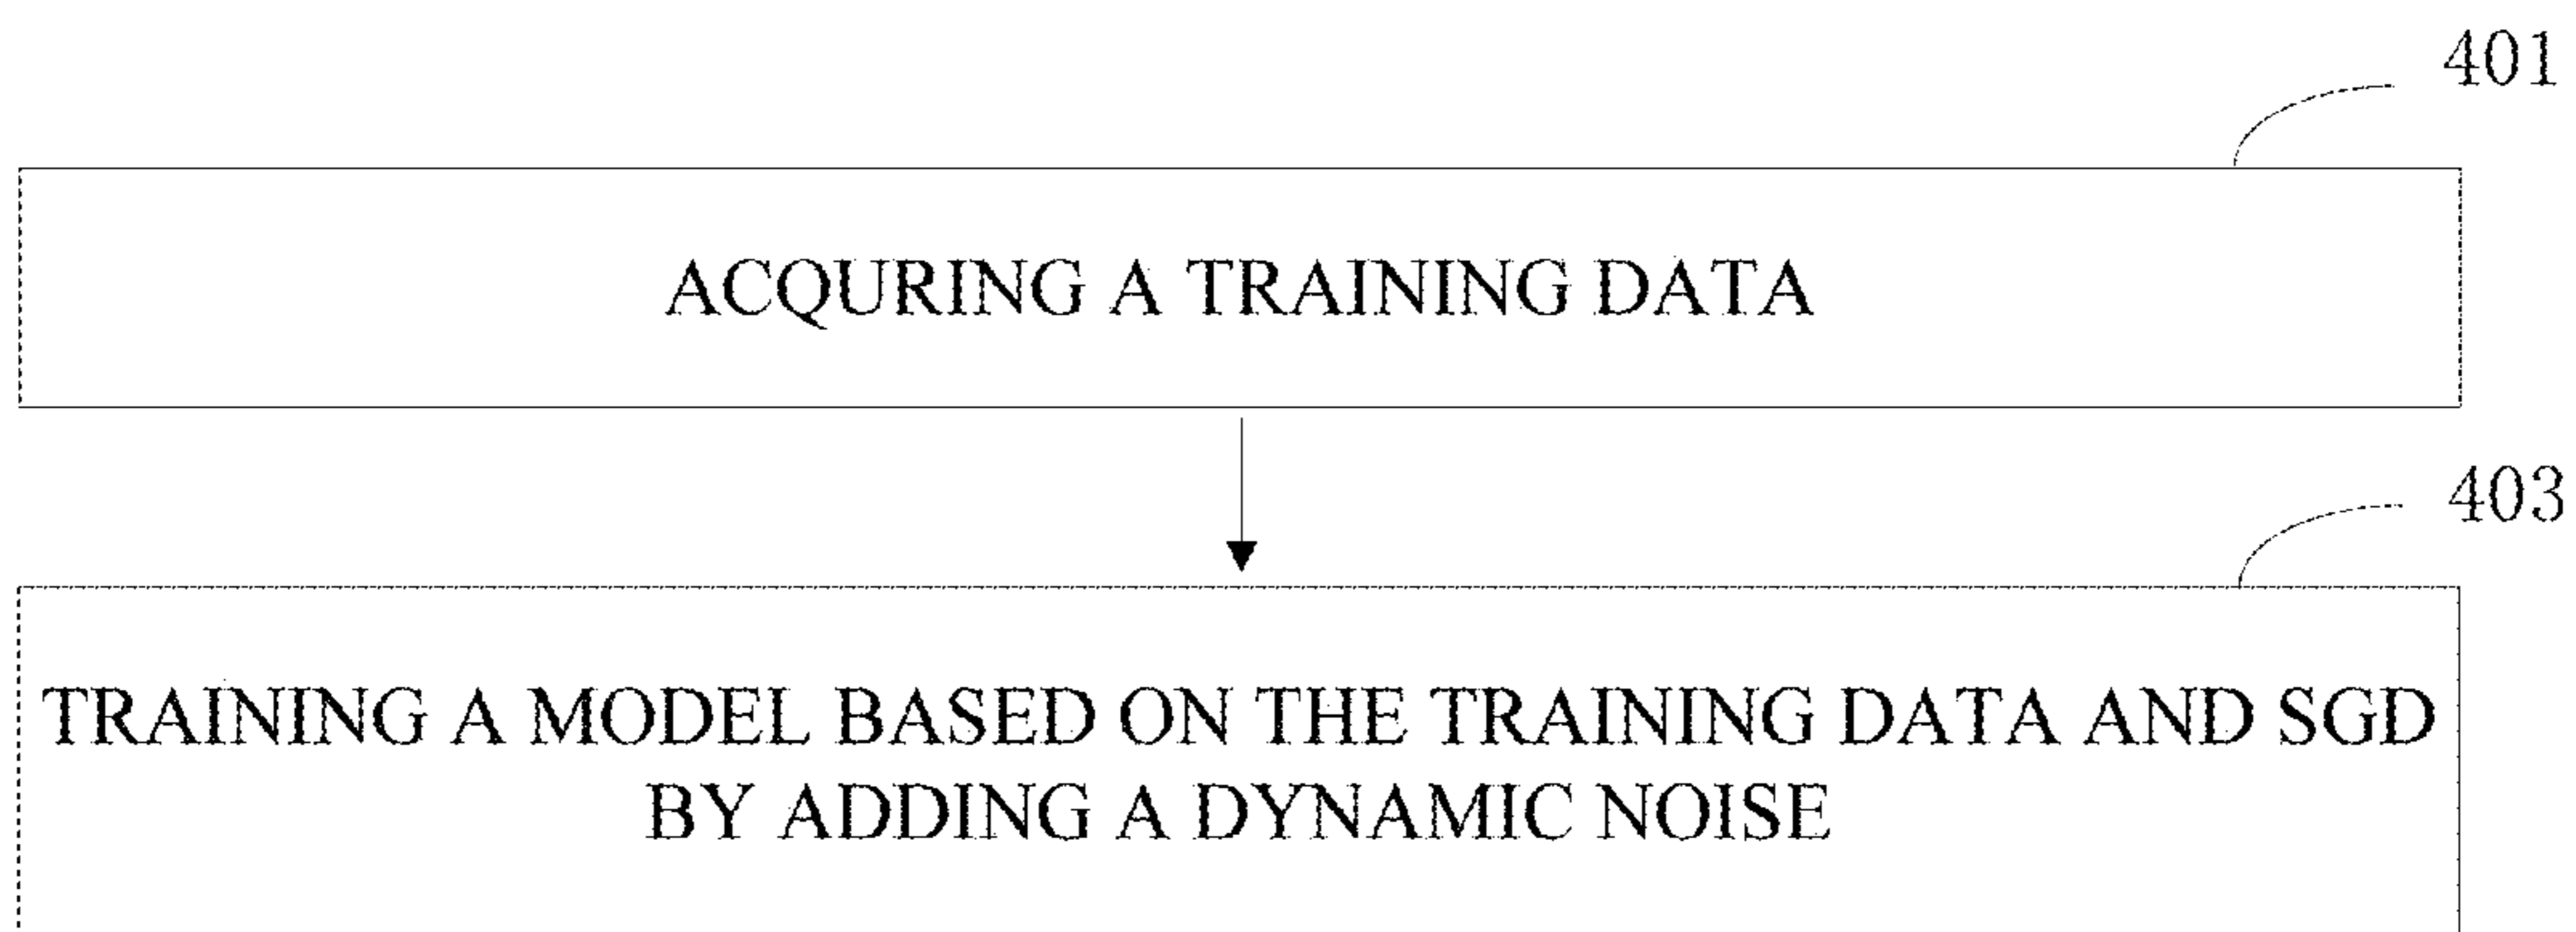 401
ACQURING A TRAINING DATA
403
TRAINING A MODEL BASED ON THE TRAINING DATA AND SGD
BY ADDING A DYNAMIC NOISE